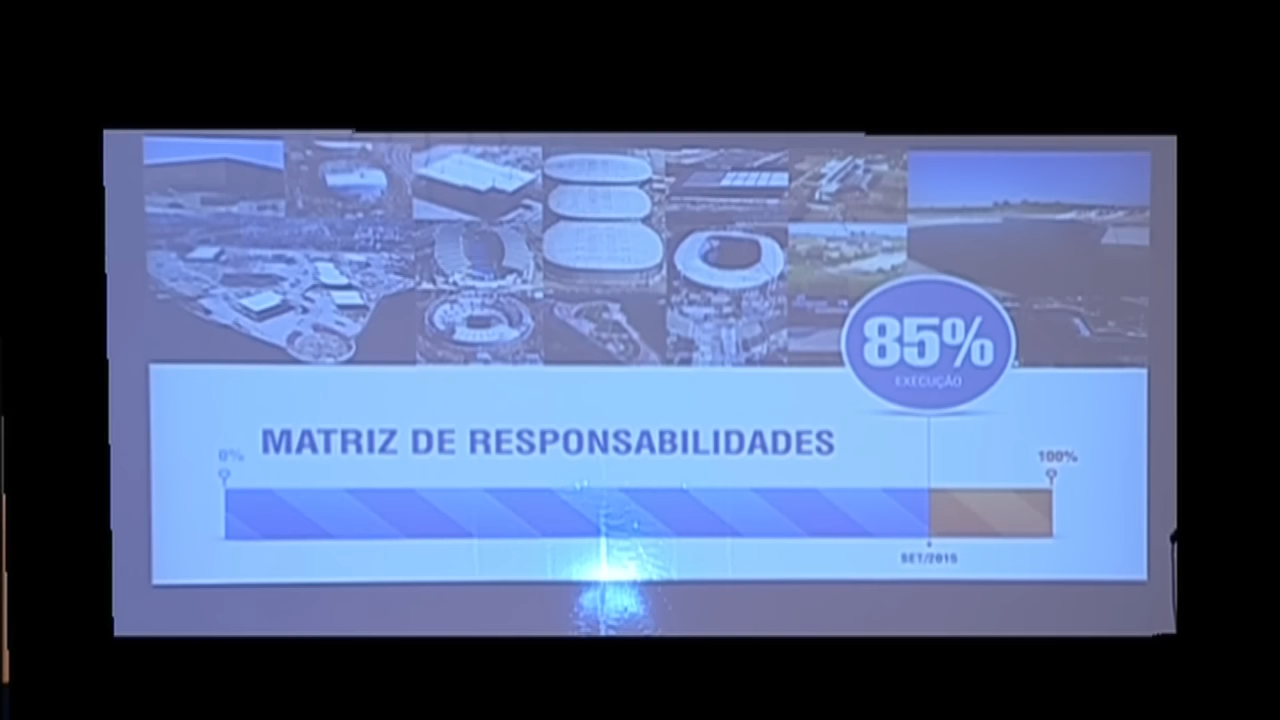 85%
EXECUÇÃO
MATRIZ DE RESPONSABILIDADES
0%
100%
SET/2015